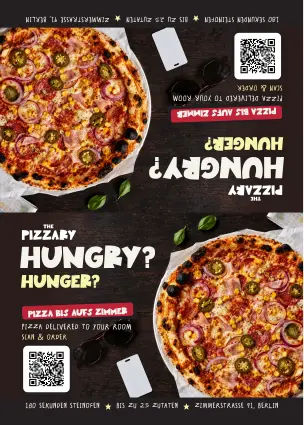 180 SEKUNDEN STEINOFEN ★ BIS ZU 25 ZUTATEN ★ ZIMMERSTRASSE 91, BERLIN
SCAN & ORDER
PIZZA DELIVERED TO YOUR ROOM
PIZZA BIS AUFS ZIMMER
HUNGER?
HUNGRY?
PIZZARY
THE
THE
PIZZARY
HUNGRY?
HUNGER?
PIZZA BIS AUFS ZIMMER
PIZZA DELIVERED TO YOUR ROOM
SCAN & ORDER
180 SEKUNDEN STEINOFEN ★ BIS ZU 25 ZUTATEN ★ ZIMMERSTRASSE 91, BERLIN